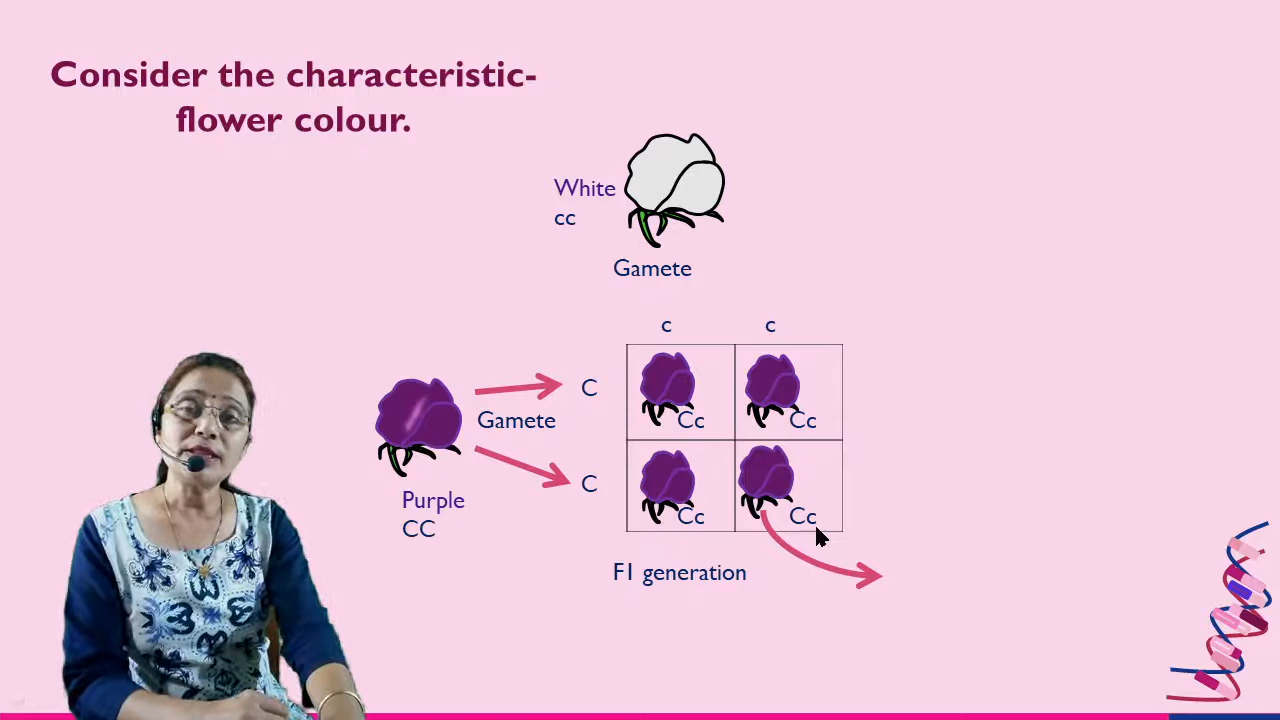 Consider the characteristic-
flower colour.
White
cc
Gamete
c c
C
Cc Cc
Gamete
C
Cc Cc
Purple
CC
F1 generation